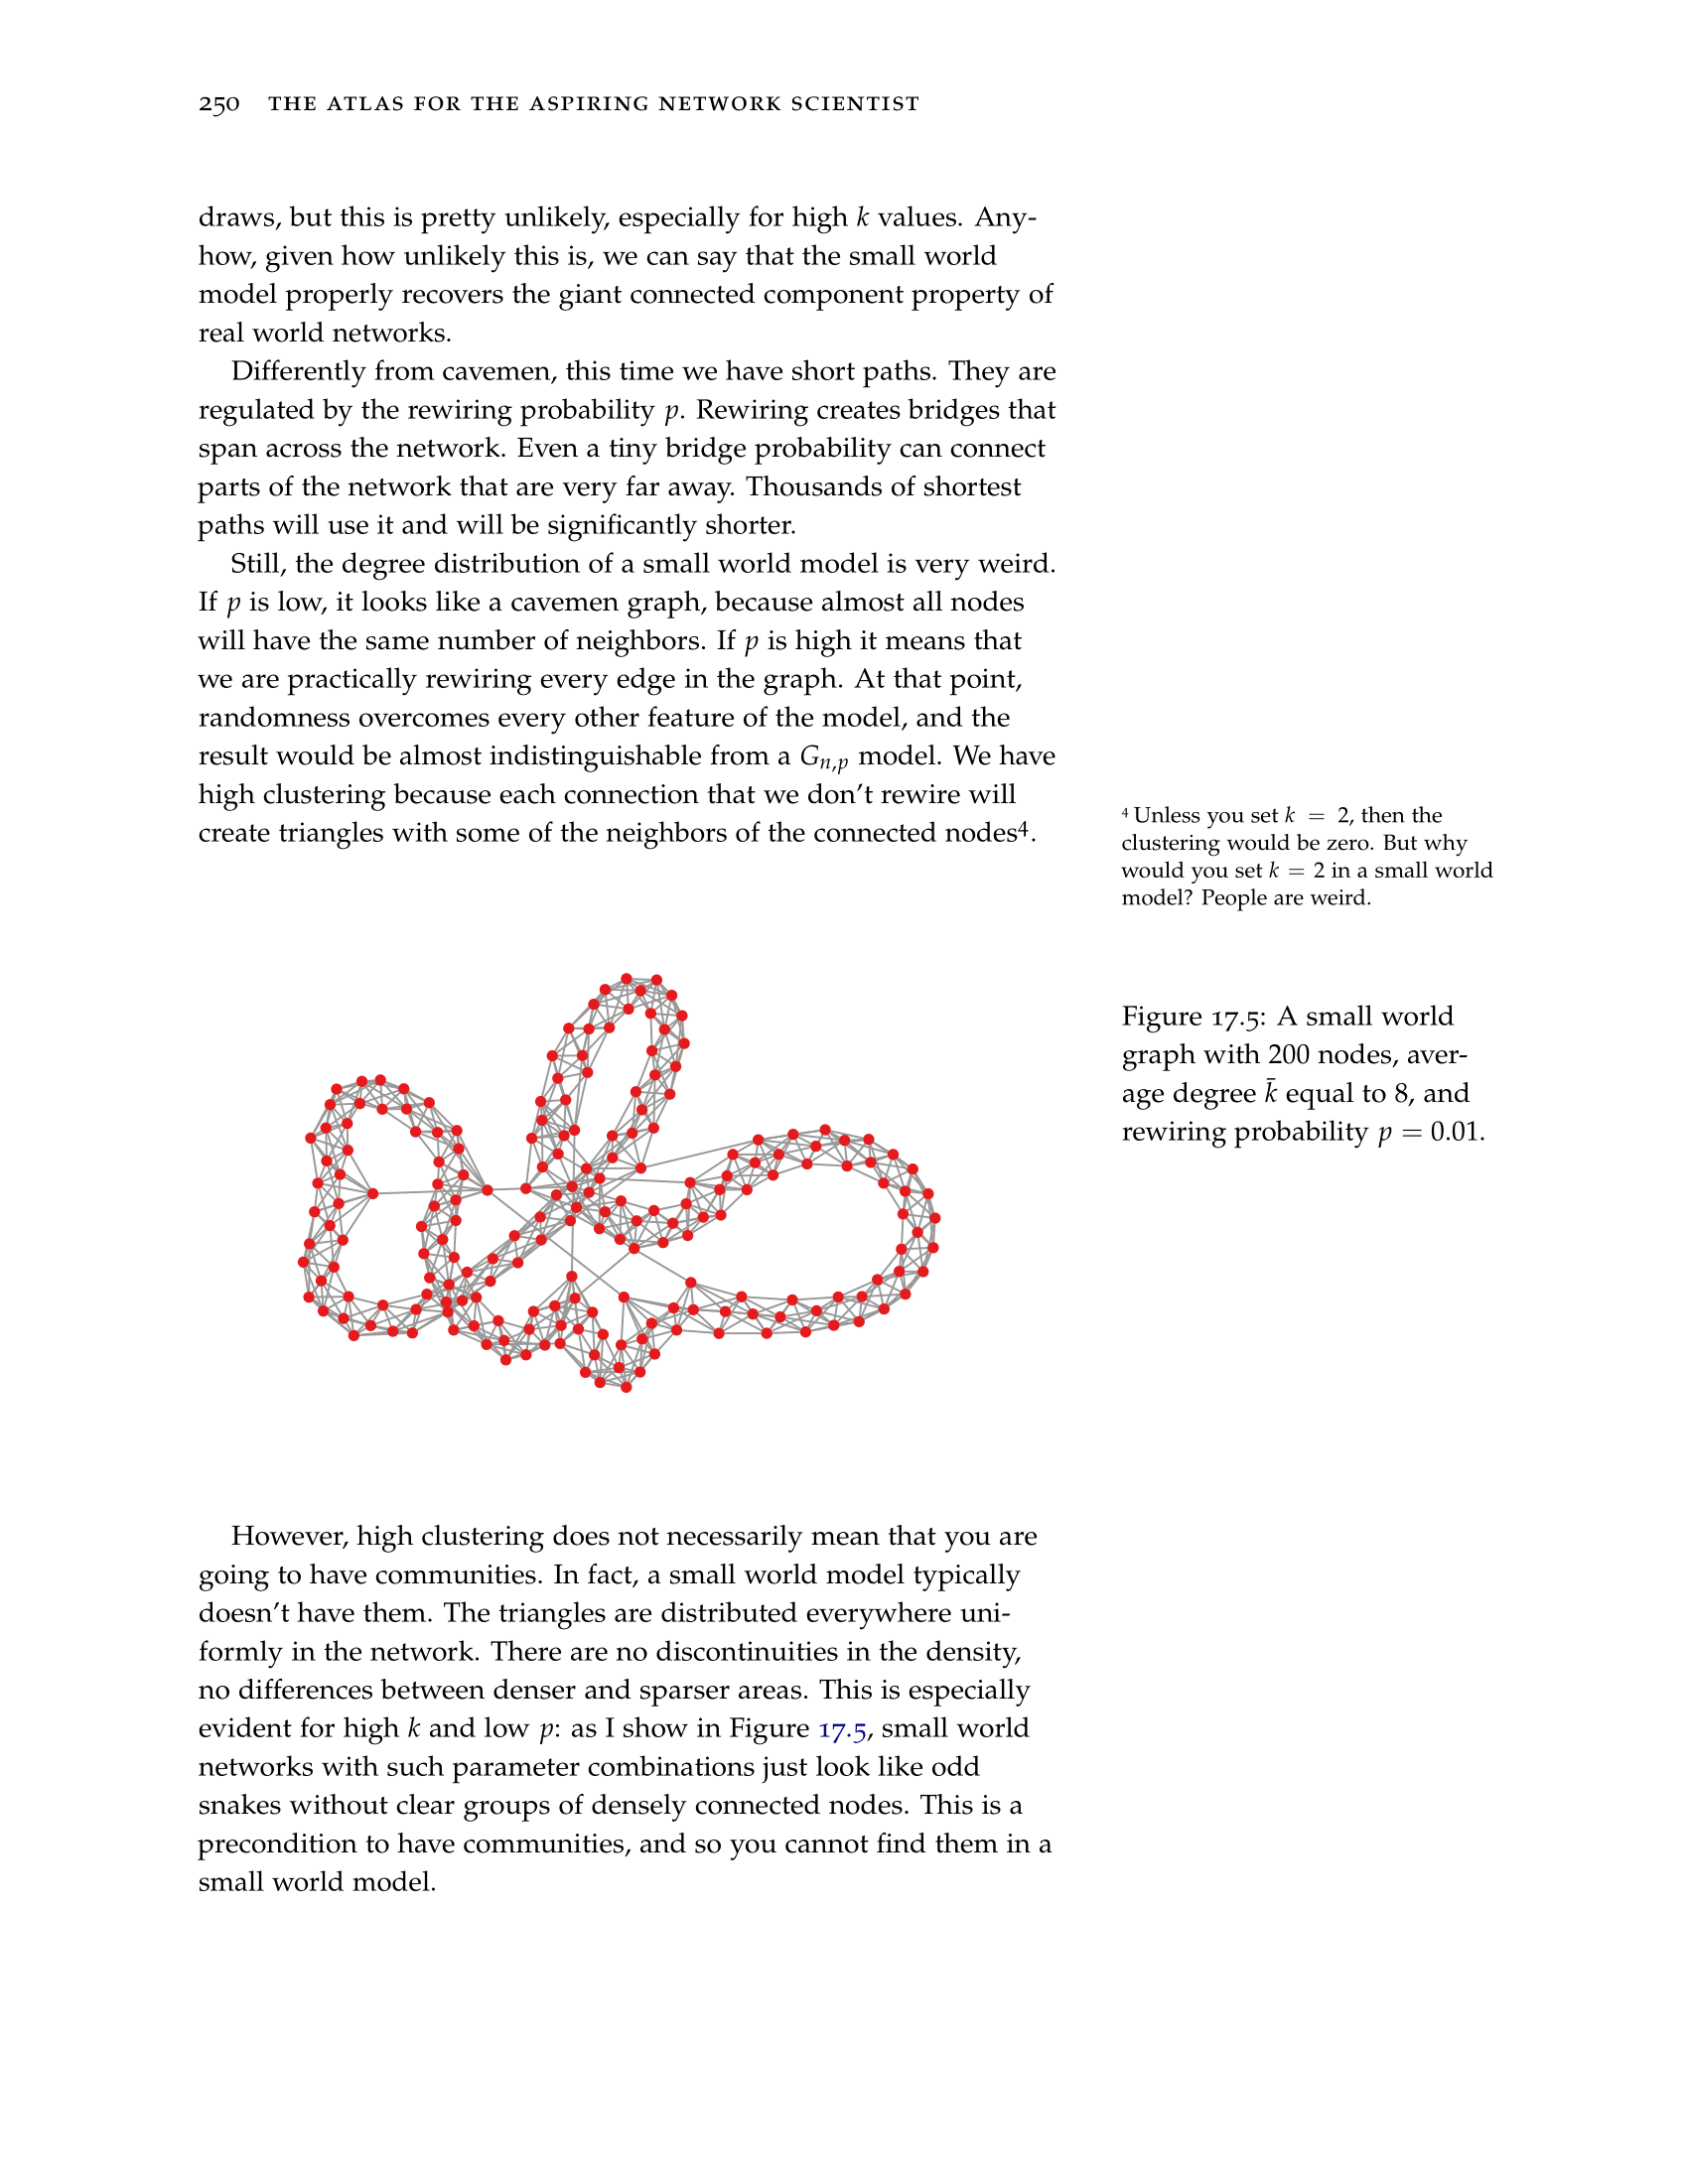 250 THE ATLAS FOR THE ASPIRING NETWORK SCIENTIST
draws, but this is pretty unlikely, especially for high k values. Any-
how, given how unlikely this is, we can say that the small world
model properly recovers the giant connected component property of
real world networks.
Differently from cavemen, this time we have short paths. They are
regulated by the rewiring probability p. Rewiring creates bridges that
span across the network. Even a tiny bridge probability can connect
parts of the network that are very far away. Thousands of shortest
paths will use it and will be significantly shorter.
Still, the degree distribution of a small world model is very weird.
If p is low, it looks like a cavemen graph, because almost all nodes
will have the same number of neighbors. If p is high it means that
we are practically rewiring every edge in the graph. At that point,
randomness overcomes every other feature of the model, and the
result would be almost indistinguishable from a Gn,p model. We have
high clustering because each connection that we don't rewire will
create triangles with some of the neighbors of the connected nodes4.
4 Unless you set k = 2, then the
clustering would be zero. But why
would you set k = 2 in a small world
model? People are weird.
Figure 17.5: A small world
graph with 200 nodes, aver-
age degree k̄ equal to 8, and
rewiring probability p = 0.01.
However, high clustering does not necessarily mean that you are
going to have communities. In fact, a small world model typically
doesn't have them. The triangles are distributed everywhere uni-
formly in the network. There are no discontinuities in the density,
no differences between denser and sparser areas. This is especially
evident for high k and low p: as I show in Figure 17.5, small world
networks with such parameter combinations just look like odd
snakes without clear groups of densely connected nodes. This is a
precondition to have communities, and so you cannot find them in a
small world model.